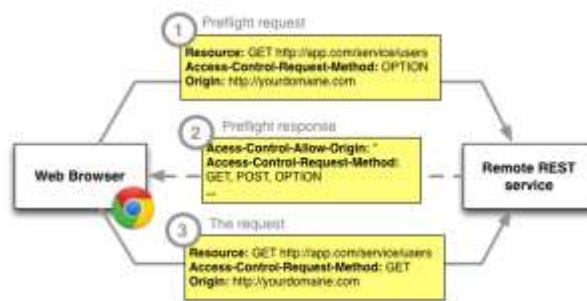 1 Preflight request
Resource: GET http://app.com/service/users
Access-Control-Request-Method: OPTION
Origin: http://yourdomaine.com
2 Preflight response
Acess-Control-Allow-Origin: *
Access-Control-Request-Method:
GET, POST, OPTION
...
Web Browser
Remote REST
service
3 The request
Resource: GET http://app.com/service/users
Access-Control-Request-Method: GET
Origin: http://yourdomaine.com